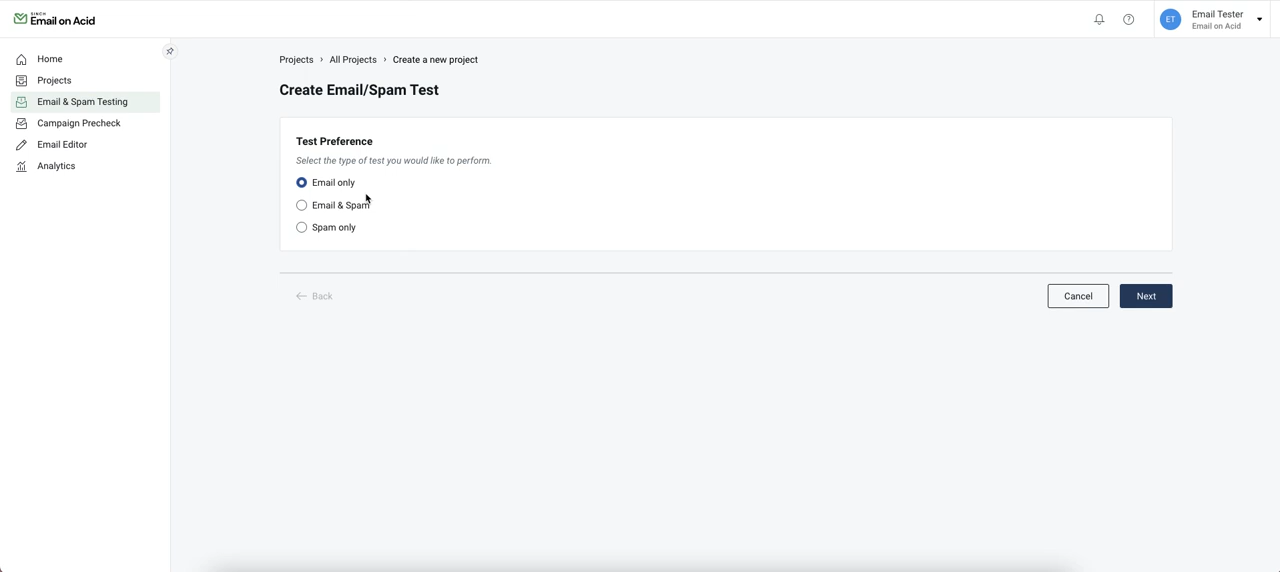 SINCH
Email on Acid
ET
Email Tester
Email on Acid
Home
Projects
Email & Spam Testing
Campaign Precheck
Email Editor
Analytics
Projects › All Projects › Create a new project
Create Email/Spam Test
Test Preference
Select the type of test you would like to perform.
Email only
Email & Spam
Spam only
← Back
Cancel
Next